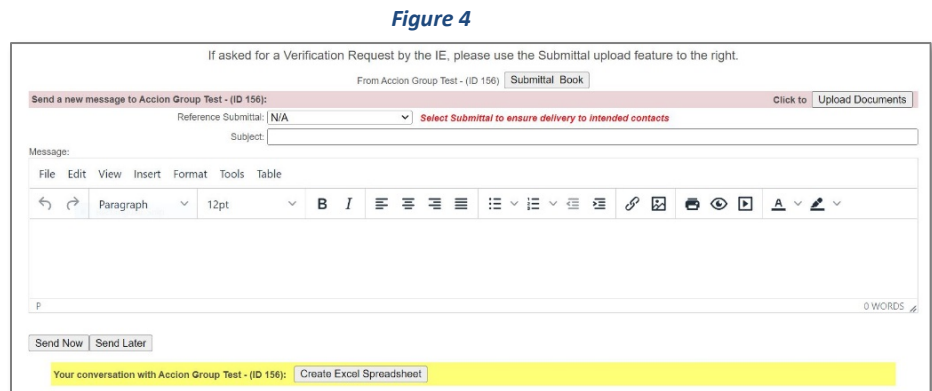 Figure 4
If asked for a Verification Request by the IE, please use the Submittal upload feature to the right.
From Accion Group Test - (ID 156) Submittal Book
Send a new message to Accion Group Test - (ID 156): Click to Upload Documents
Reference Submittal: N/A Select Submittal to ensure delivery to intended contacts
Subject:
Message:
File Edit View Insert Format Tools Table
Paragraph 12pt B I A
P 0 WORDS
Send Now Send Later
Your conversation with Accion Group Test - (ID 156): Create Excel Spreadsheet